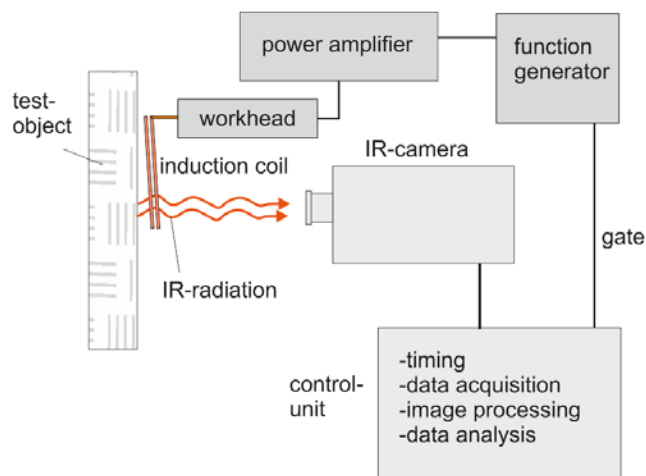 power amplifier
function
generator
test-
object
workhead
induction coil
IR-camera
IR-radiation
gate
control-
unit
-timing
-data acquisition
-image processing
-data analysis